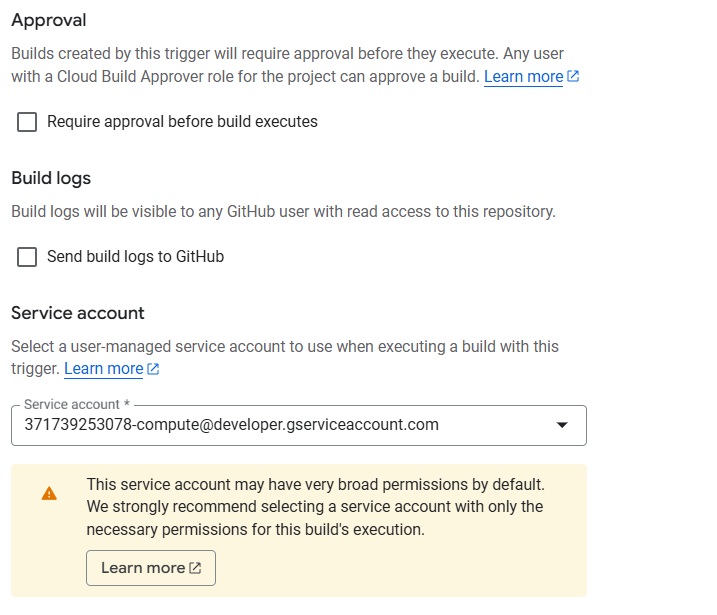 Approval
Builds created by this trigger will require approval before they execute. Any user
with a Cloud Build Approver role for the project can approve a build. Learn more
Require approval before build executes
Build logs
Build logs will be visible to any GitHub user with read access to this repository.
Send build logs to GitHub
Service account
Select a user-managed service account to use when executing a build with this
trigger. Learn more
Service account *
371739253078-compute@developer.gserviceaccount.com
This service account may have very broad permissions by default.
We strongly recommend selecting a service account with only the
necessary permissions for this build's execution.
Learn more